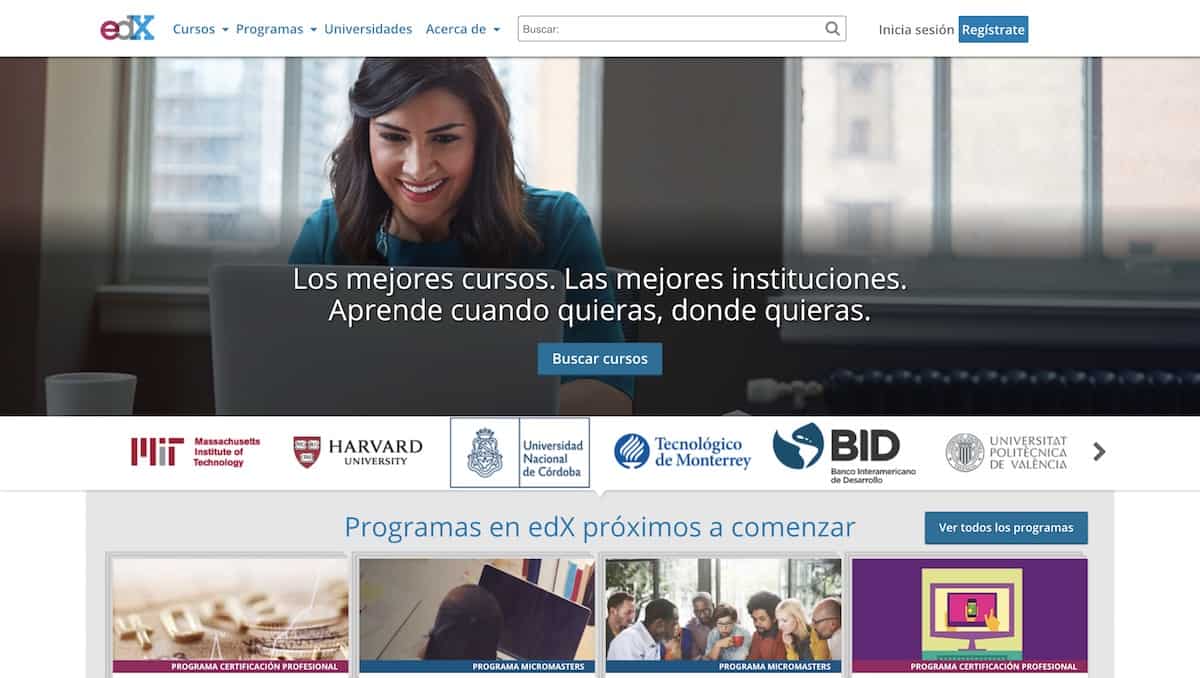 edX
Cursos
Programas
Universidades
Acerca de
Buscar:
Inicia sesión
Regístrate
Los mejores cursos. Las mejores instituciones.
Aprende cuando quieras, donde quieras.
Buscar cursos
MIT
Massachusetts
Institute of
Technology
HARVARD
UNIVERSITY
Universidad
Nacional
de Córdoba
Tecnológico
de Monterrey
BID
Banco Interamericano
de Desarrollo
UNIVERSITAT
POLITÈCNICA
DE VALÈNCIA
Programas en edX próximos a comenzar
Ver todos los programas
PROGRAMA CERTIFICACIÓN PROFESIONAL
PROGRAMA MICROMASTERS
PROGRAMA MICROMASTERS
PROGRAMA CERTIFICACIÓN PROFESIONAL